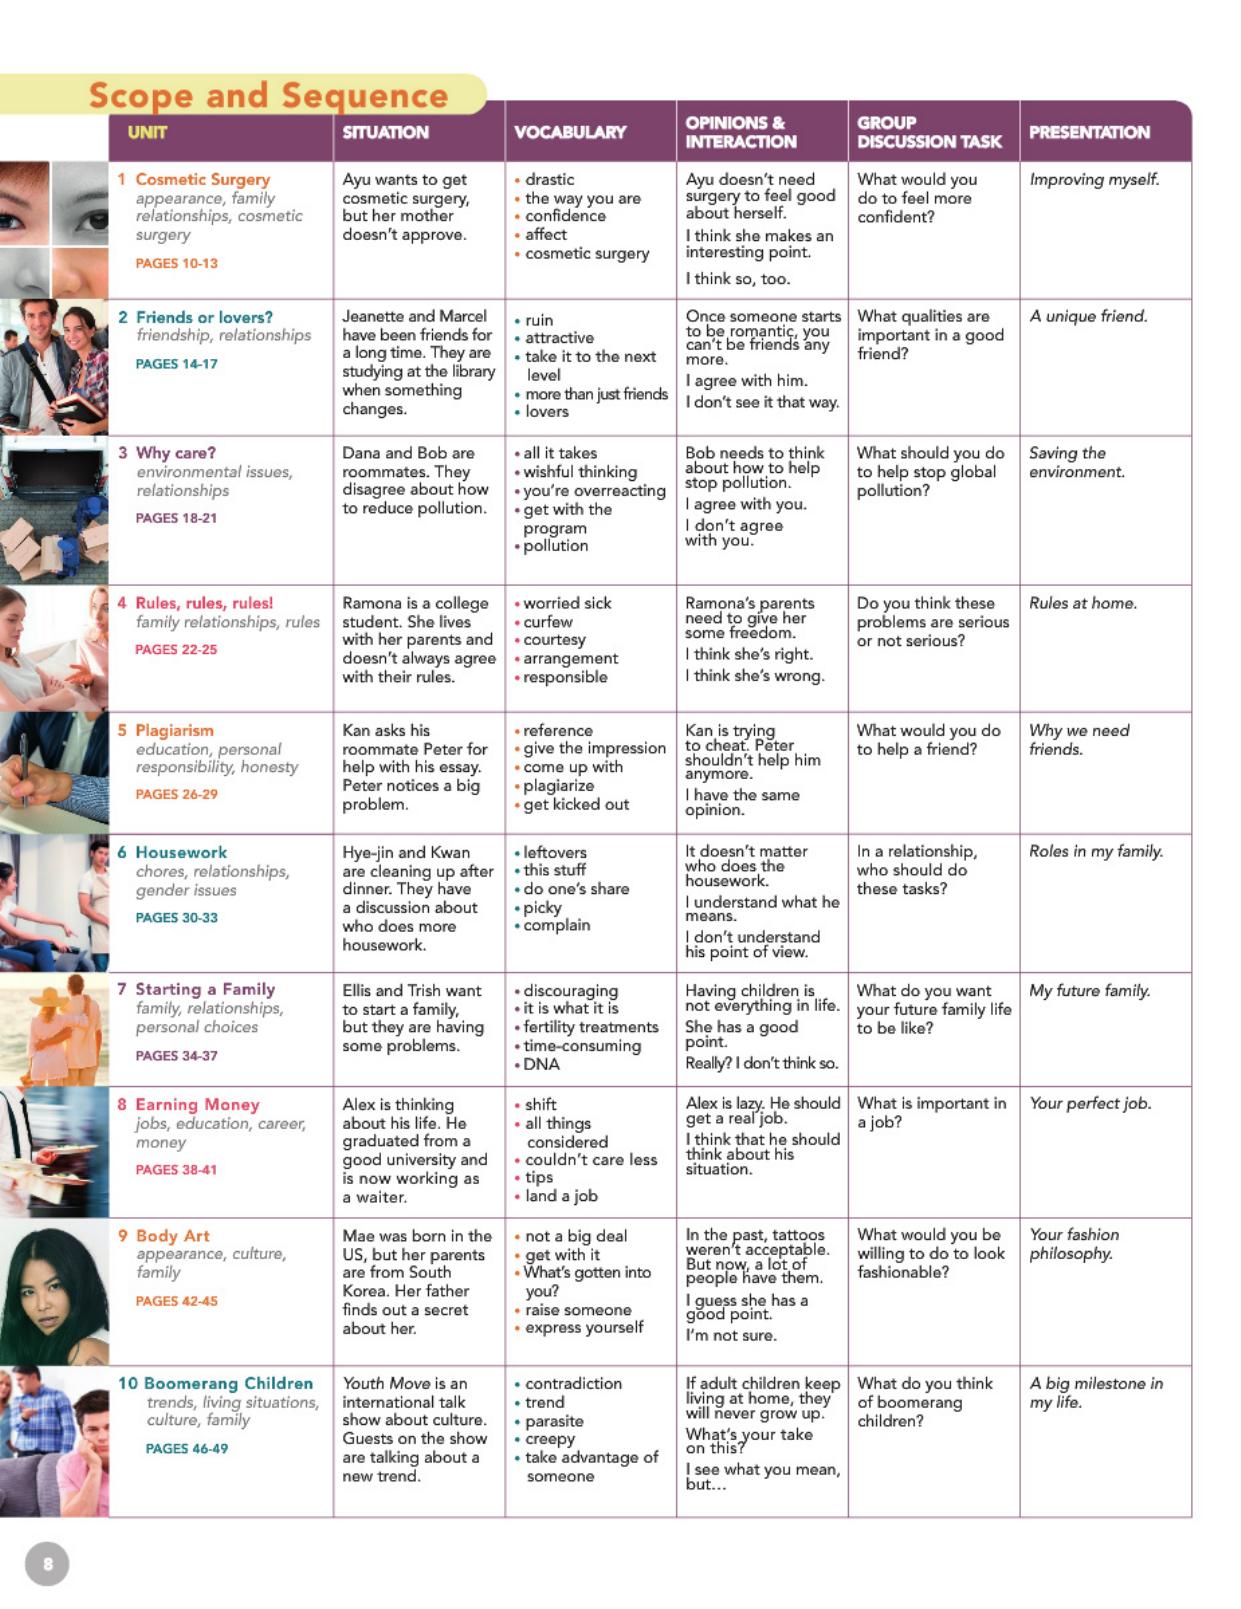 Scope and Sequence
UNIT
SITUATION
VOCABULARY
OPINIONS &
INTERACTION
GROUP
DISCUSSION TASK
PRESENTATION
1 Cosmetic Surgery
appearance, family
relationships, cosmetic
surgery
PAGES 10-13
Ayu wants to get
cosmetic surgery,
but her mother
doesn't approve.
• drastic
• the way you are
• confidence
• affect
• cosmetic surgery
Ayu doesn't need
surgery to feel good
about herself.
I think she makes an
interesting point.
I think so, too.
What would you
do to feel more
confident?
Improving myself.
2 Friends or lovers?
friendship, relationships
PAGES 14-17
Jeanette and Marcel
have been friends for
a long time. They are
studying at the library
when something
changes.
• ruin
• attractive
• take it to the next
level
• more than just friends
• lovers
Once someone starts
to be romantic, you
can't be friends any
more.
I agree with him.
I don't see it that way.
What qualities are
important in a good
friend?
A unique friend.
3 Why care?
environmental issues,
relationships
PAGES 18-21
Dana and Bob are
roommates. They
disagree about how
to reduce pollution.
• all it takes
• wishful thinking
• you're overreacting
• get with the
program
• pollution
Bob needs to think
about how to help
stop pollution.
I agree with you.
I don't agree
with you.
What should you do
to help stop global
pollution?
Saving the
environment.
4 Rules, rules, rules!
family relationships, rules
PAGES 22-25
Ramona is a college
student. She lives
with her parents and
doesn't always agree
with their rules.
• worried sick
• curfew
• courtesy
• arrangement
• responsible
Ramona's parents
need to give her
some freedom.
I think she's right.
I think she's wrong.
Do you think these
problems are serious
or not serious?
Rules at home.
5 Plagiarism
education, personal
responsibility, honesty
PAGES 26-29
Kan asks his
roommate Peter for
help with his essay.
Peter notices a big
problem.
• reference
• give the impression
• come up with
• plagiarize
• get kicked out
Kan is trying
to cheat. Peter
shouldn't help him
anymore.
I have the same
opinion.
What would you do
to help a friend?
Why we need
friends.
6 Housework
chores, relationships,
gender issues
PAGES 30-33
Hye-jin and Kwan
are cleaning up after
dinner. They have
a discussion about
who does more
housework.
• leftovers
• this stuff
• do one's share
• picky
• complain
It doesn't matter
who does the
housework.
I understand what he
means.
I don't understand
his point of view.
In a relationship,
who should do
these tasks?
Roles in my family.
7 Starting a Family
family, relationships,
personal choices
PAGES 34-37
Ellis and Trish want
to start a family,
but they are having
some problems.
• discouraging
• it is what it is
• fertility treatments
• time-consuming
• DNA
Having children is
not everything in life.
She has a good
point.
Really? I don't think so.
What do you want
your future family life
to be like?
My future family.
8 Earning Money
jobs, education, career,
money
PAGES 38-41
Alex is thinking
about his life. He
graduated from a
good university and
is now working as
a waiter.
• shift
• all things
considered
• couldn't care less
• tips
• land a job
Alex is lazy. He should
get a real job.
I think that he should
think about his
situation.
What is important in
a job?
Your perfect job.
9 Body Art
appearance, culture,
family
PAGES 42-45
Mae was born in the
US, but her parents
are from South
Korea. Her father
finds out a secret
about her.
• not a big deal
• get with it
• What's gotten into
you?
• raise someone
• express yourself
In the past, tattoos
weren't acceptable.
But now, a lot of
people have them.
I guess she has a
good point.
I'm not sure.
What would you be
willing to do to look
fashionable?
Your fashion
philosophy.
10 Boomerang Children
trends, living situations,
culture, family
PAGES 46-49
Youth Move is an
international talk
show about culture.
Guests on the show
are talking about a
new trend.
• contradiction
• trend
• parasite
• creepy
• take advantage of
someone
If adult children keep
living at home, they
will never grow up.
What's your take
on this?
I see what you mean,
but...
What do you think
of boomerang
children?
A big milestone in
my life.
8